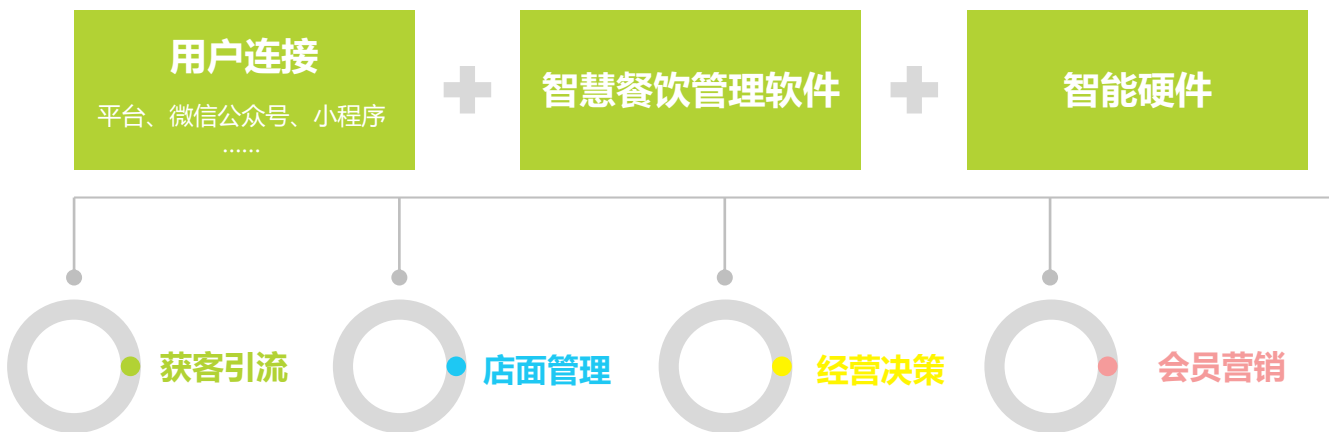 用户连接
平台、微信公众号、小程序
......
智慧餐饮管理软件
智能硬件
获客引流
店面管理
经营决策
会员营销